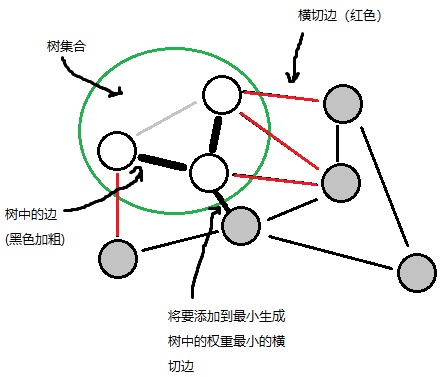 横切边（红色）
树集合
树中的边
(黑色加粗)
将要添加到最小生成
树中的权重最小的横
切边